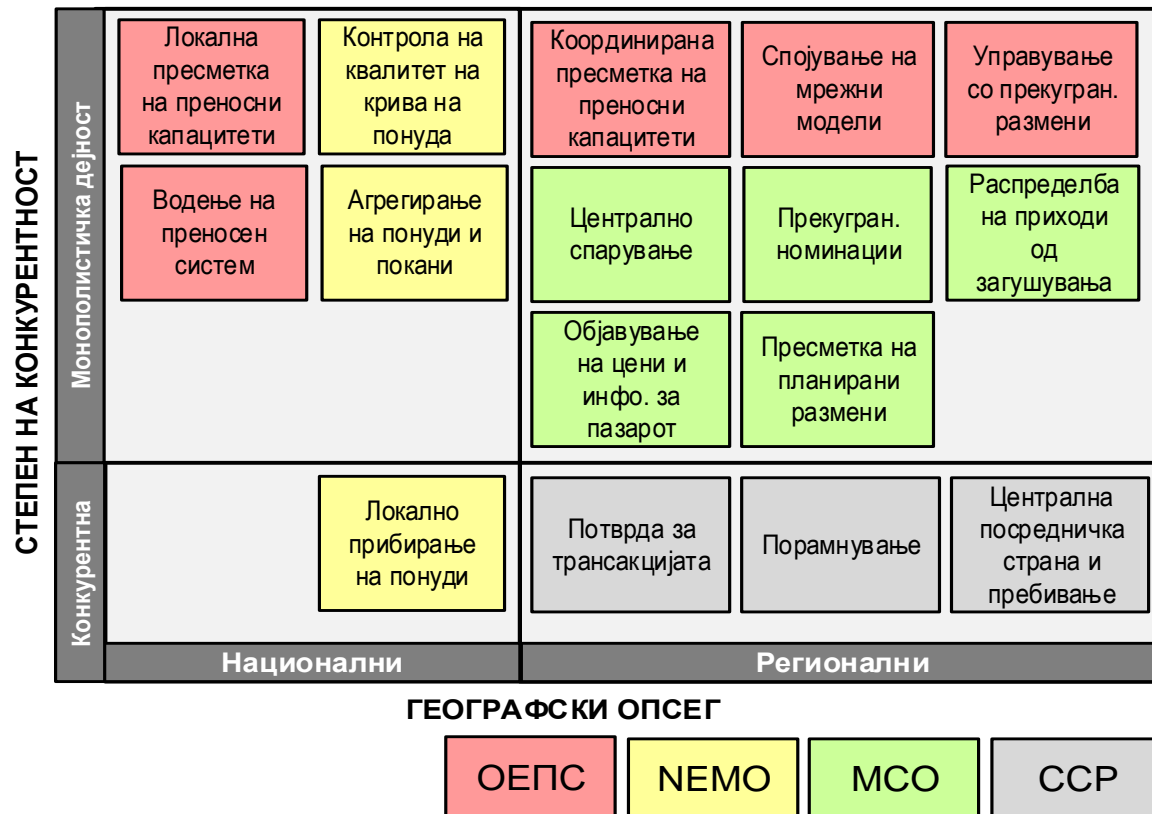 СТЕПЕН НА КОНКУРЕНТНОСТ
Монополистичка дејност
Локална
пресметка
на преносни
капацитети
Контрола на
квалитет на
крива на
понуда
Координирана
пресметка на
преносни
капацитети
Спојување на
мрежни
модели
Управување
со прекугран.
размени
Водење на
преносен
систем
Агрегирање
на понуди и
покани
Централно
спарување
Прекугран.
номинации
Распределба
на приходи
од
загушувања
Објавување
на цени и
инфо. за
пазарот
Пресметка на
планирани
размени
Конкурентна
Локално
прибирање
на понуди
Потврда за
трансакцијата
Порамнување
Централна
посредничка
страна и
пребивање
Национални
Регионални
ГЕОГРАФСКИ ОПСЕГ
ОЕПС
NEMO
МСО
ССР